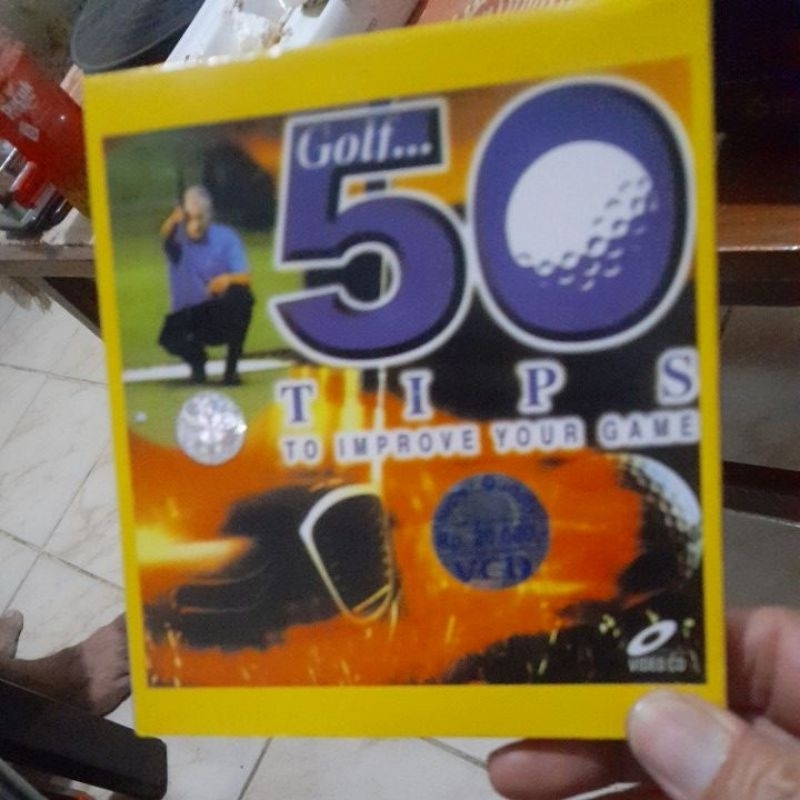 Golf...
50
TIPS
TO IMPROVE YOUR GAME
VCD
VIDEO CD